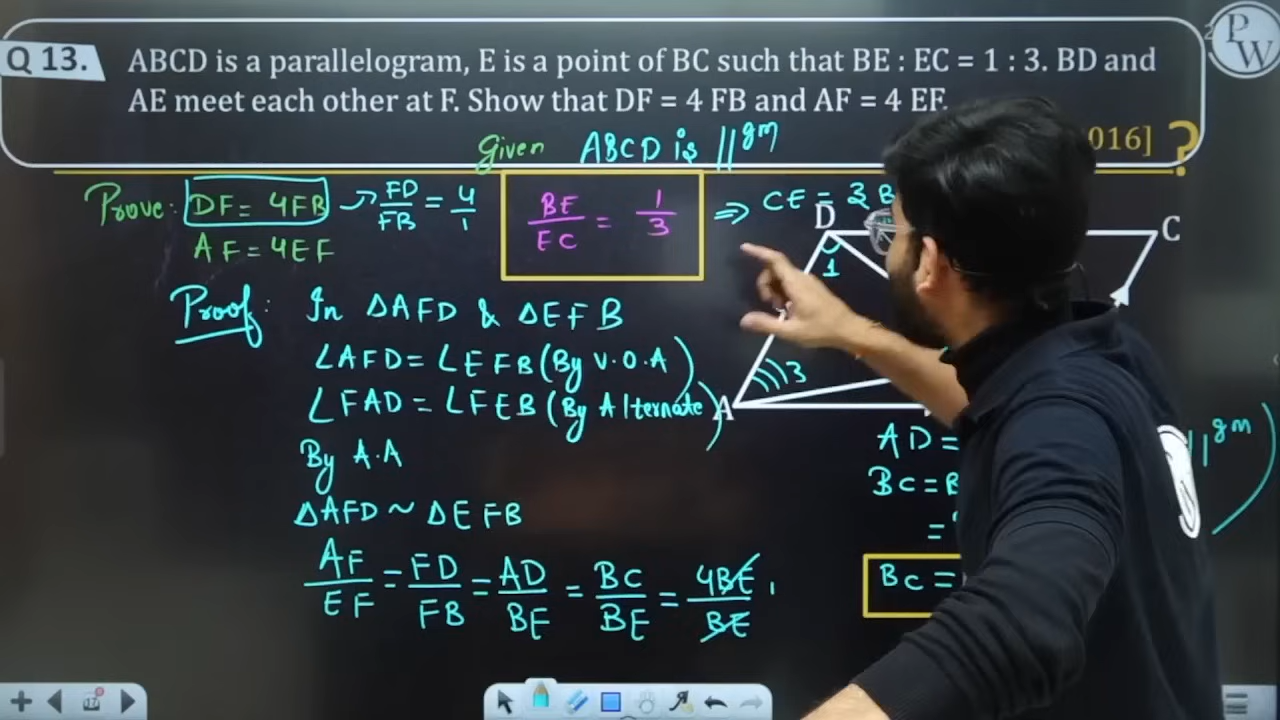 Q 13.
ABCD is a parallelogram, E is a point of BC such that BE : EC = 1 : 3. BD and
AE meet each other at F. Show that DF = 4 FB and AF = 4 EF.
PW
016]
?
Given ABCD is ||gm
Prove: DF = 4FB → FD/FB = 4/1
AF = 4EF
BE/EC = 1/3 ⇒ CE = 3 B
D
C
1
Proof: In ΔAFD & ΔEFB
∠AFD = ∠EFB (By V.O.A)
3
∠FAD = ∠FEB (By Alternate)
A
By A.A
ΔAFD ~ ΔEFB
AF/EF = FD/FB = AD/BE = BC/BE = 4BE/BE
AD =
||gm)
BC = B
=
BC =